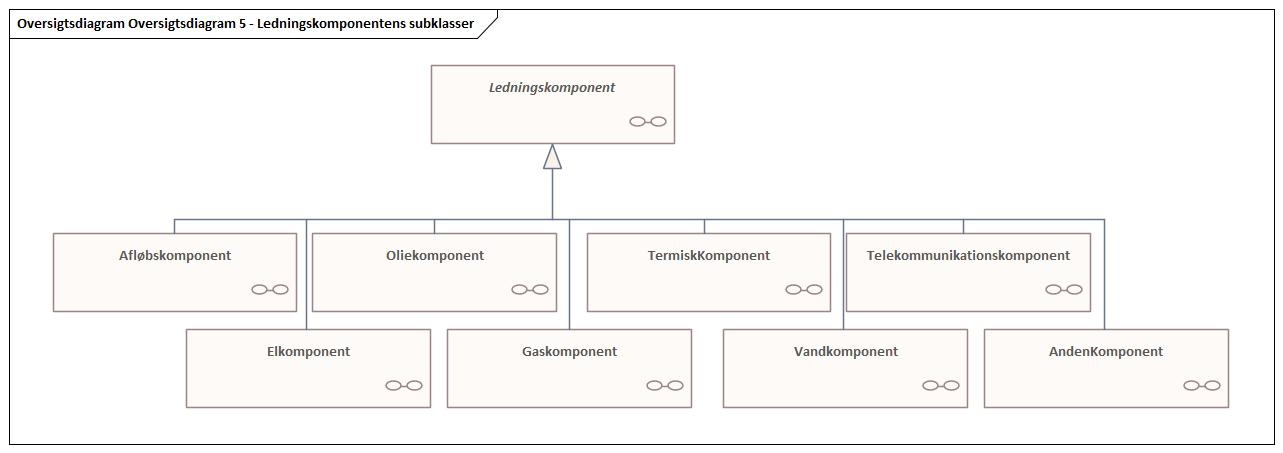 Oversigtsdiagram Oversigtsdiagram 5 - Ledningskomponentens subklasser
Ledningskomponent
Afløbskomponent
Oliekomponent
TermiskKomponent
Telekommunikationskomponent
Elkomponent
Gaskomponent
Vandkomponent
AndenKomponent